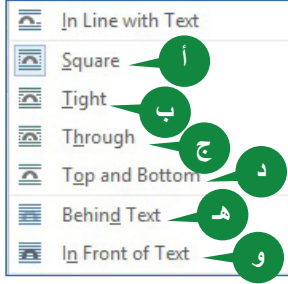 In Line with Text
Square أ
Tight ب
Through ج
Top and Bottom د
Behind Text هـ
In Front of Text و